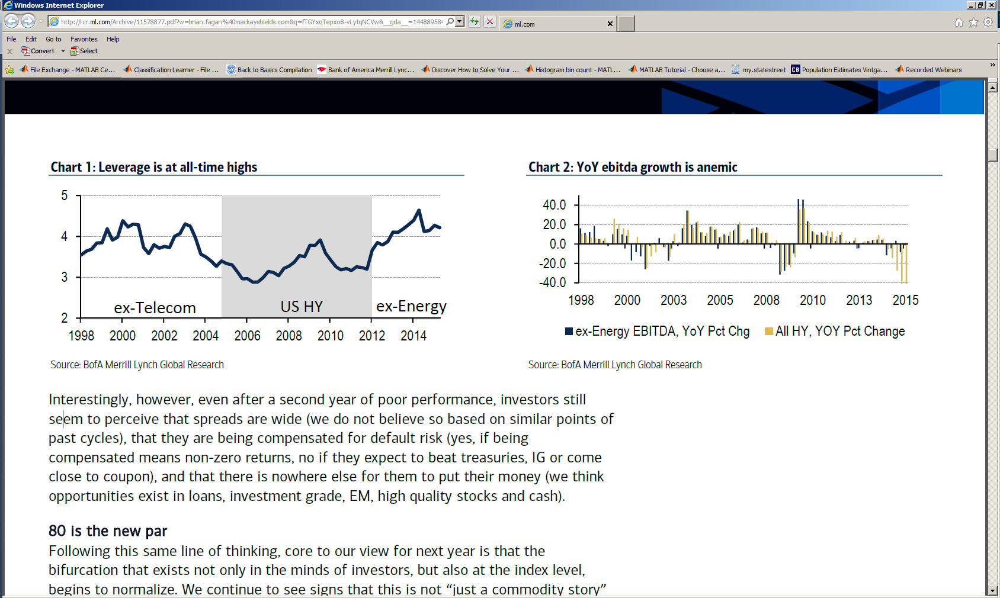 Windows Internet Explorer
http://rcr.ml.com/Archive/11578877.pdf?w=brian.fagan%40mackayshields.com&q=fTGYxqTepxo8-vLytqNCVw&__gda__=144889584
ml.com
File Edit Go to Favorites Help
x Convert Select
File Exchange - MATLAB Ce... Classification Learner - File ... Back to Basics Compilation Bank of America Merrill Lync... Discover How to Solve Your ... Histogram bin count - MATL... MATLAB Tutorial - Choose a... my.statestreet CB Population Estimates Vintga... Recorded Webinars »
Chart 1: Leverage is at all-time highs
5
4
3
2
ex-Telecom US HY ex-Energy
1998 2000 2002 2004 2006 2008 2010 2012 2014
Source: BofA Merrill Lynch Global Research
Chart 2: YoY ebitda growth is anemic
40.0
20.0
0.0
-20.0
-40.0
1998 2000 2003 2005 2008 2010 2013 2015
ex-Energy EBITDA, YoY Pct Chg All HY, YOY Pct Change
Source: BofA Merrill Lynch Global Research
Interestingly, however, even after a second year of poor performance, investors still
seem to perceive that spreads are wide (we do not believe so based on similar points of
past cycles), that they are being compensated for default risk (yes, if being
compensated means non-zero returns, no if they expect to beat treasuries, IG or come
close to coupon), and that there is nowhere else for them to put their money (we think
opportunities exist in loans, investment grade, EM, high quality stocks and cash).
80 is the new par
Following this same line of thinking, core to our view for next year is that the
bifurcation that exists not only in the minds of investors, but also at the index level,
begins to normalize. We continue to see signs that this is not “just a commodity story”